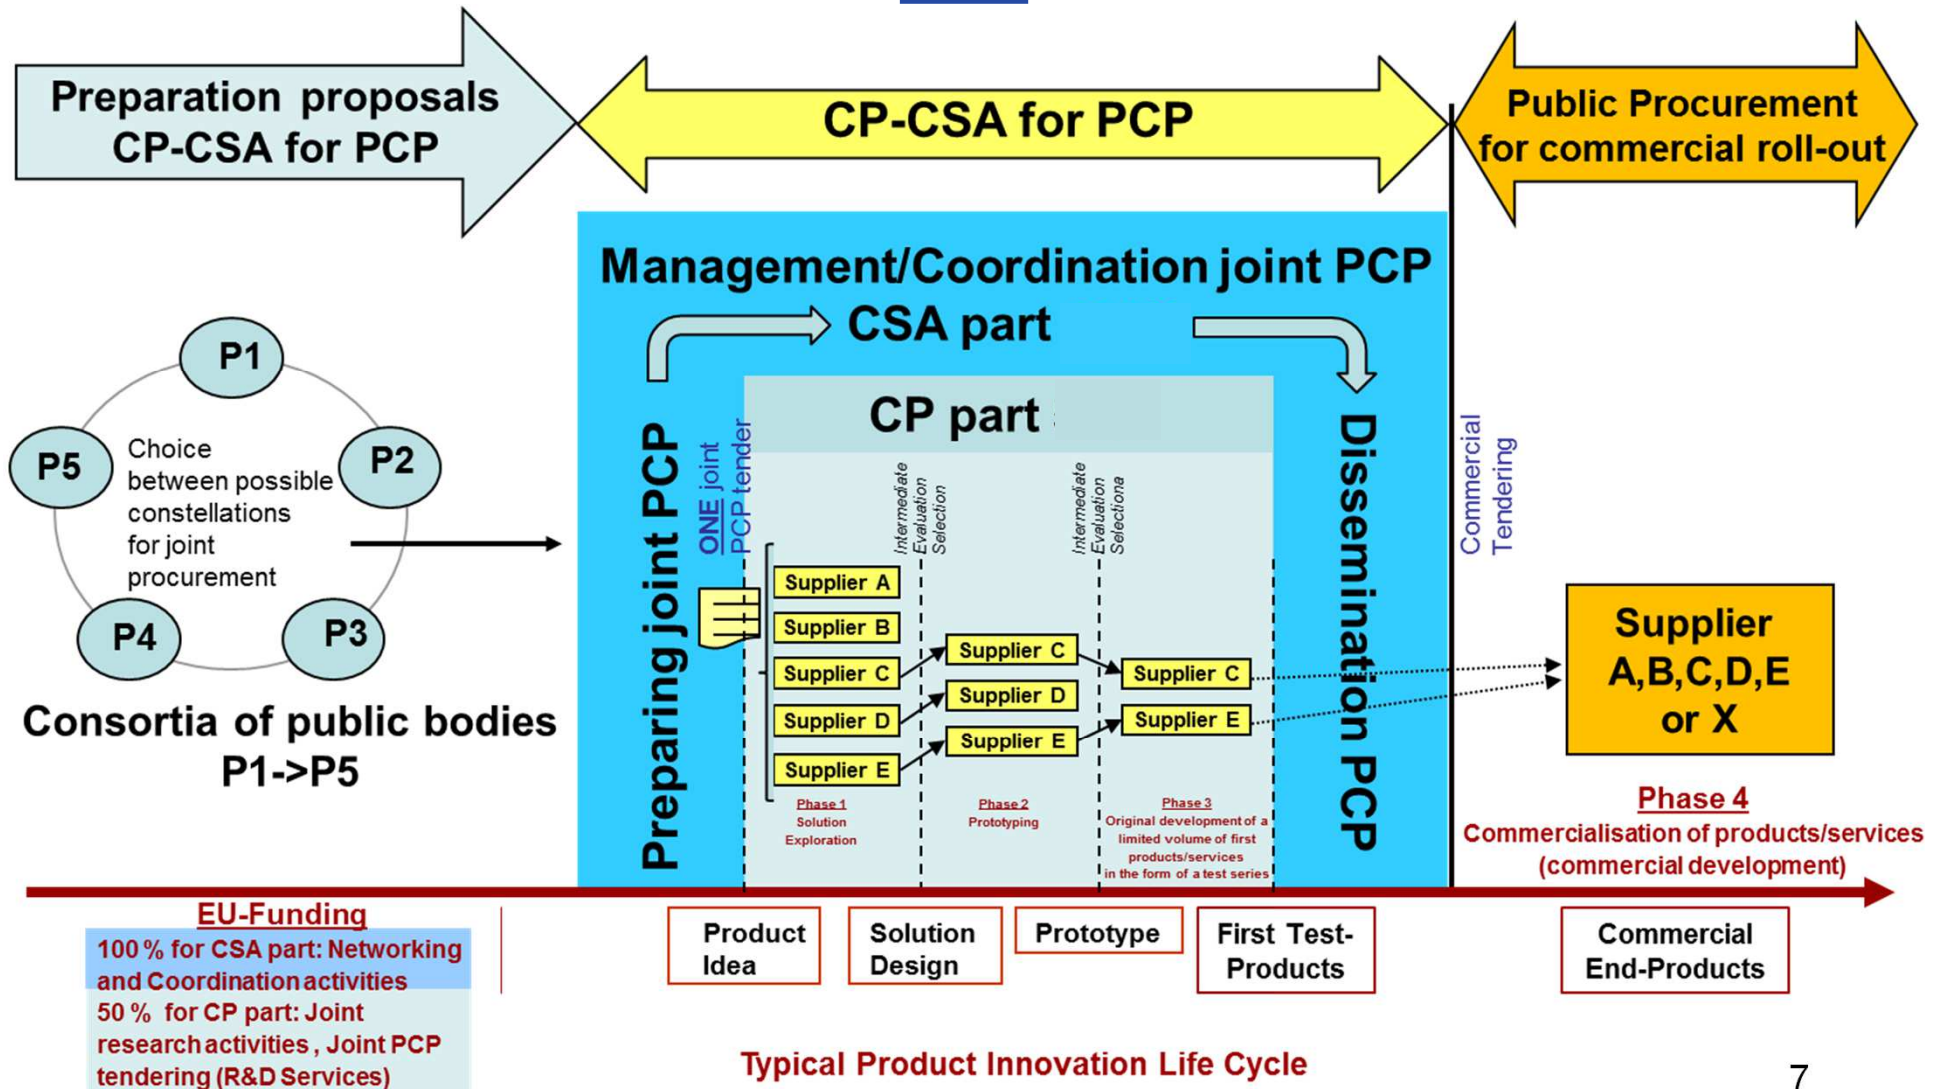 Preparation proposals
CP-CSA for PCP
CP-CSA for PCP
Public Procurement
for commercial roll-out
Management/Coordination joint PCP
CSA part
CP part
Preparing joint PCP
ONE joint
PCP tender
Intermediate
Evaluation
Selection
Intermediate
Evaluation
Selectiona
Dissemination PCP
Commercial
Tendering
P1
P2
P3
P4
P5
Choice
between possible
constellations
for joint
procurement
Consortia of public bodies
P1->P5
Supplier A
Supplier B
Supplier C
Supplier D
Supplier E
Supplier C
Supplier D
Supplier E
Supplier C
Supplier E
Supplier
A,B,C,D,E
or X
Phase 1
Solution
Exploration
Phase 2
Prototyping
Phase 3
Original development of a
limited volume of first
products/services
in the form of a test series
Phase 4
Commercialisation of products/services
(commercial development)
EU-Funding
100 % for CSA part: Networking
and Coordination activities
50 % for CP part: Joint
research activities , Joint PCP
tendering (R&D Services)
Product
Idea
Solution
Design
Prototype
First Test-
Products
Commercial
End-Products
Typical Product Innovation Life Cycle
7